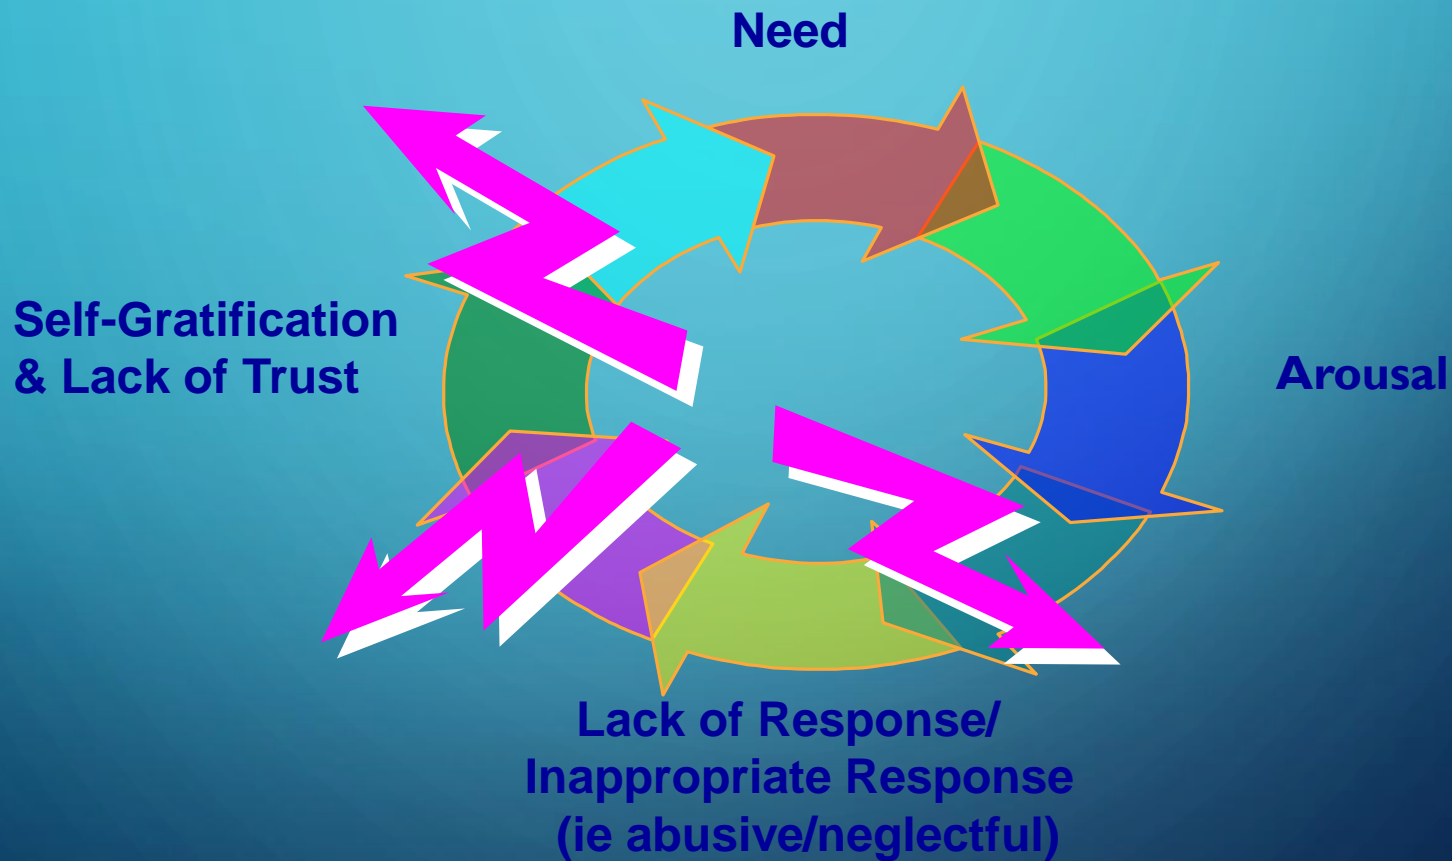 Need
Self-Gratification
& Lack of Trust
Arousal
Lack of Response/
Inappropriate Response
(ie abusive/neglectful)